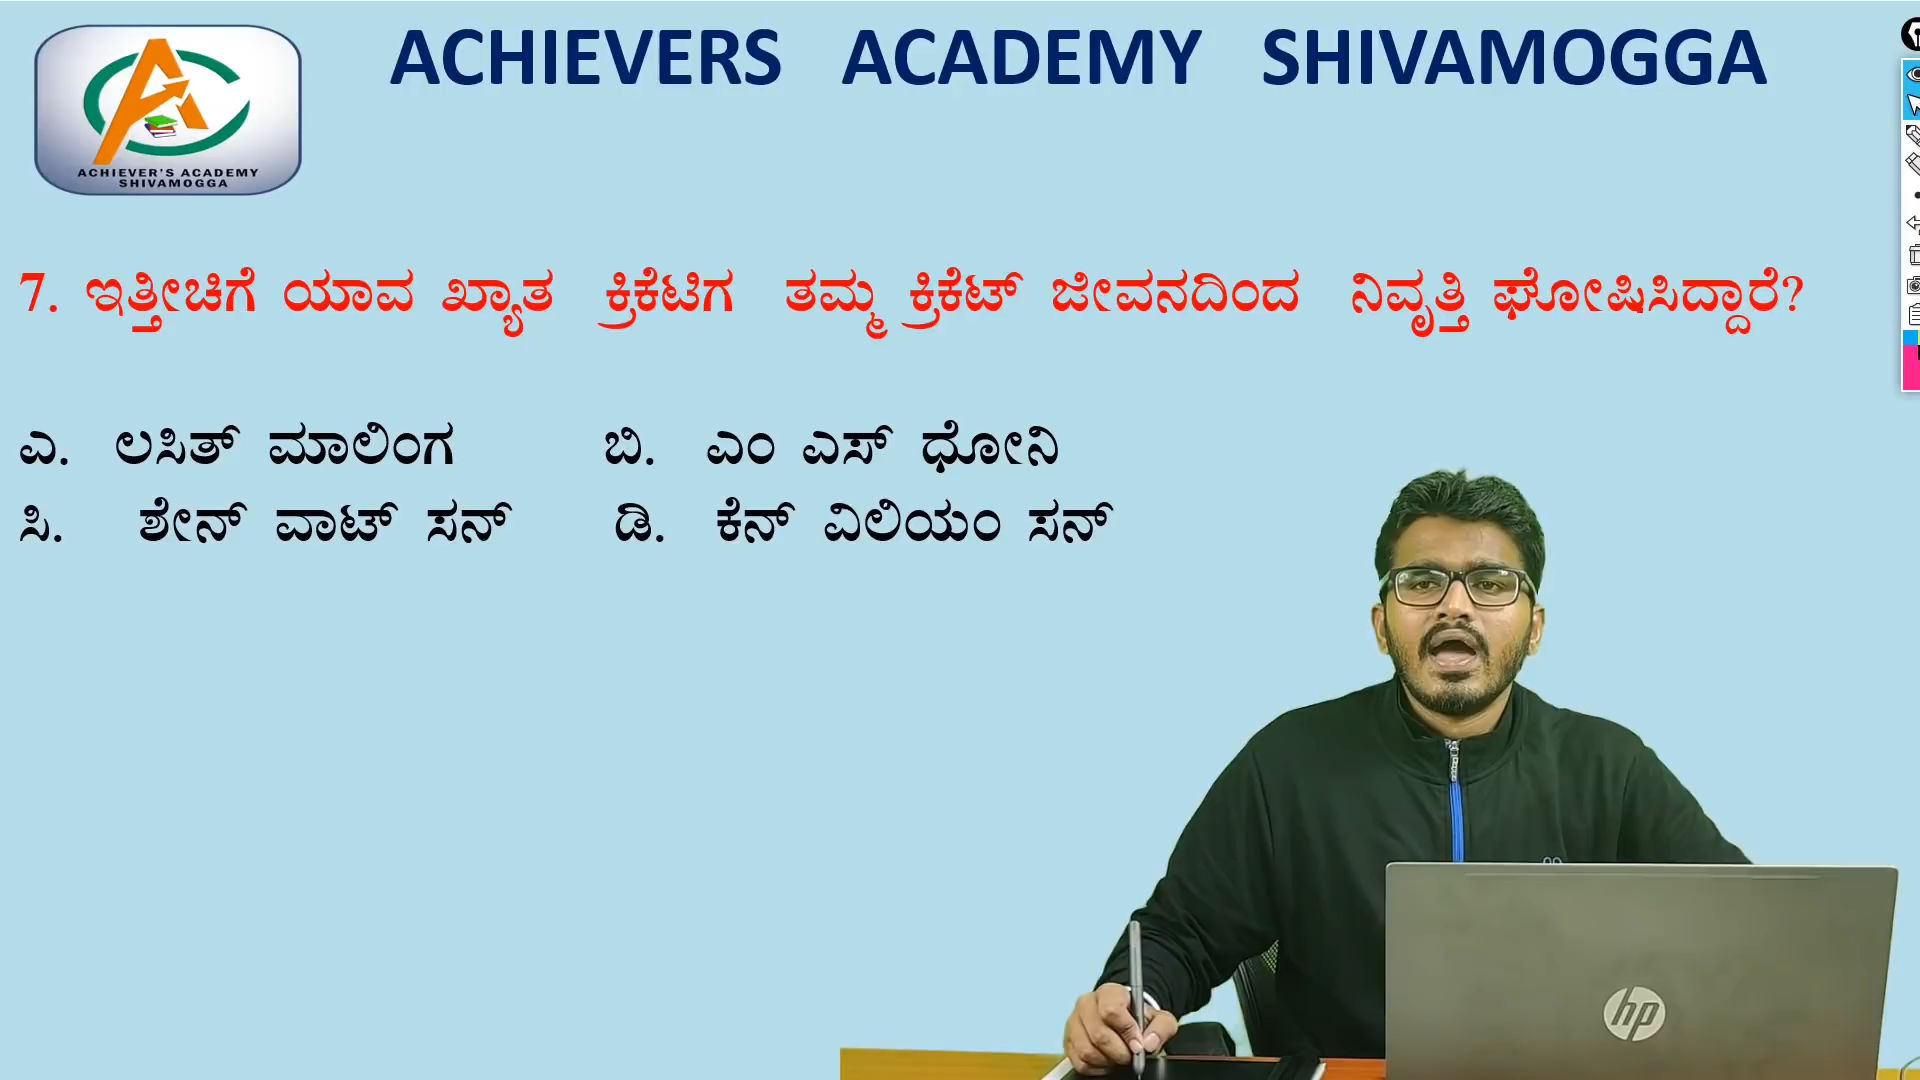 ACHIEVERS ACADEMY SHIVAMOGGA
ACHIEVER'S ACADEMY
SHIVAMOGGA
7. ಇತ್ತೀಚಿಗೆ ಯಾವ ಖ್ಯಾತ ಕ್ರಿಕೆಟಿಗ ತಮ್ಮ ಕ್ರಿಕೆಟ್ ಜೀವನದಿಂದ ನಿವೃತ್ತಿ ಘೋಷಿಸಿದ್ದಾರೆ?
ಎ. ಲಸಿತ್ ಮಾಲಿಂಗ ಬಿ. ಎಂ ಎಸ್ ಧೋನಿ
ಸಿ. ಶೇನ್ ವಾಟ್ ಸನ್ ಡಿ. ಕೆನ್ ವಿಲಿಯಂ ಸನ್
hp